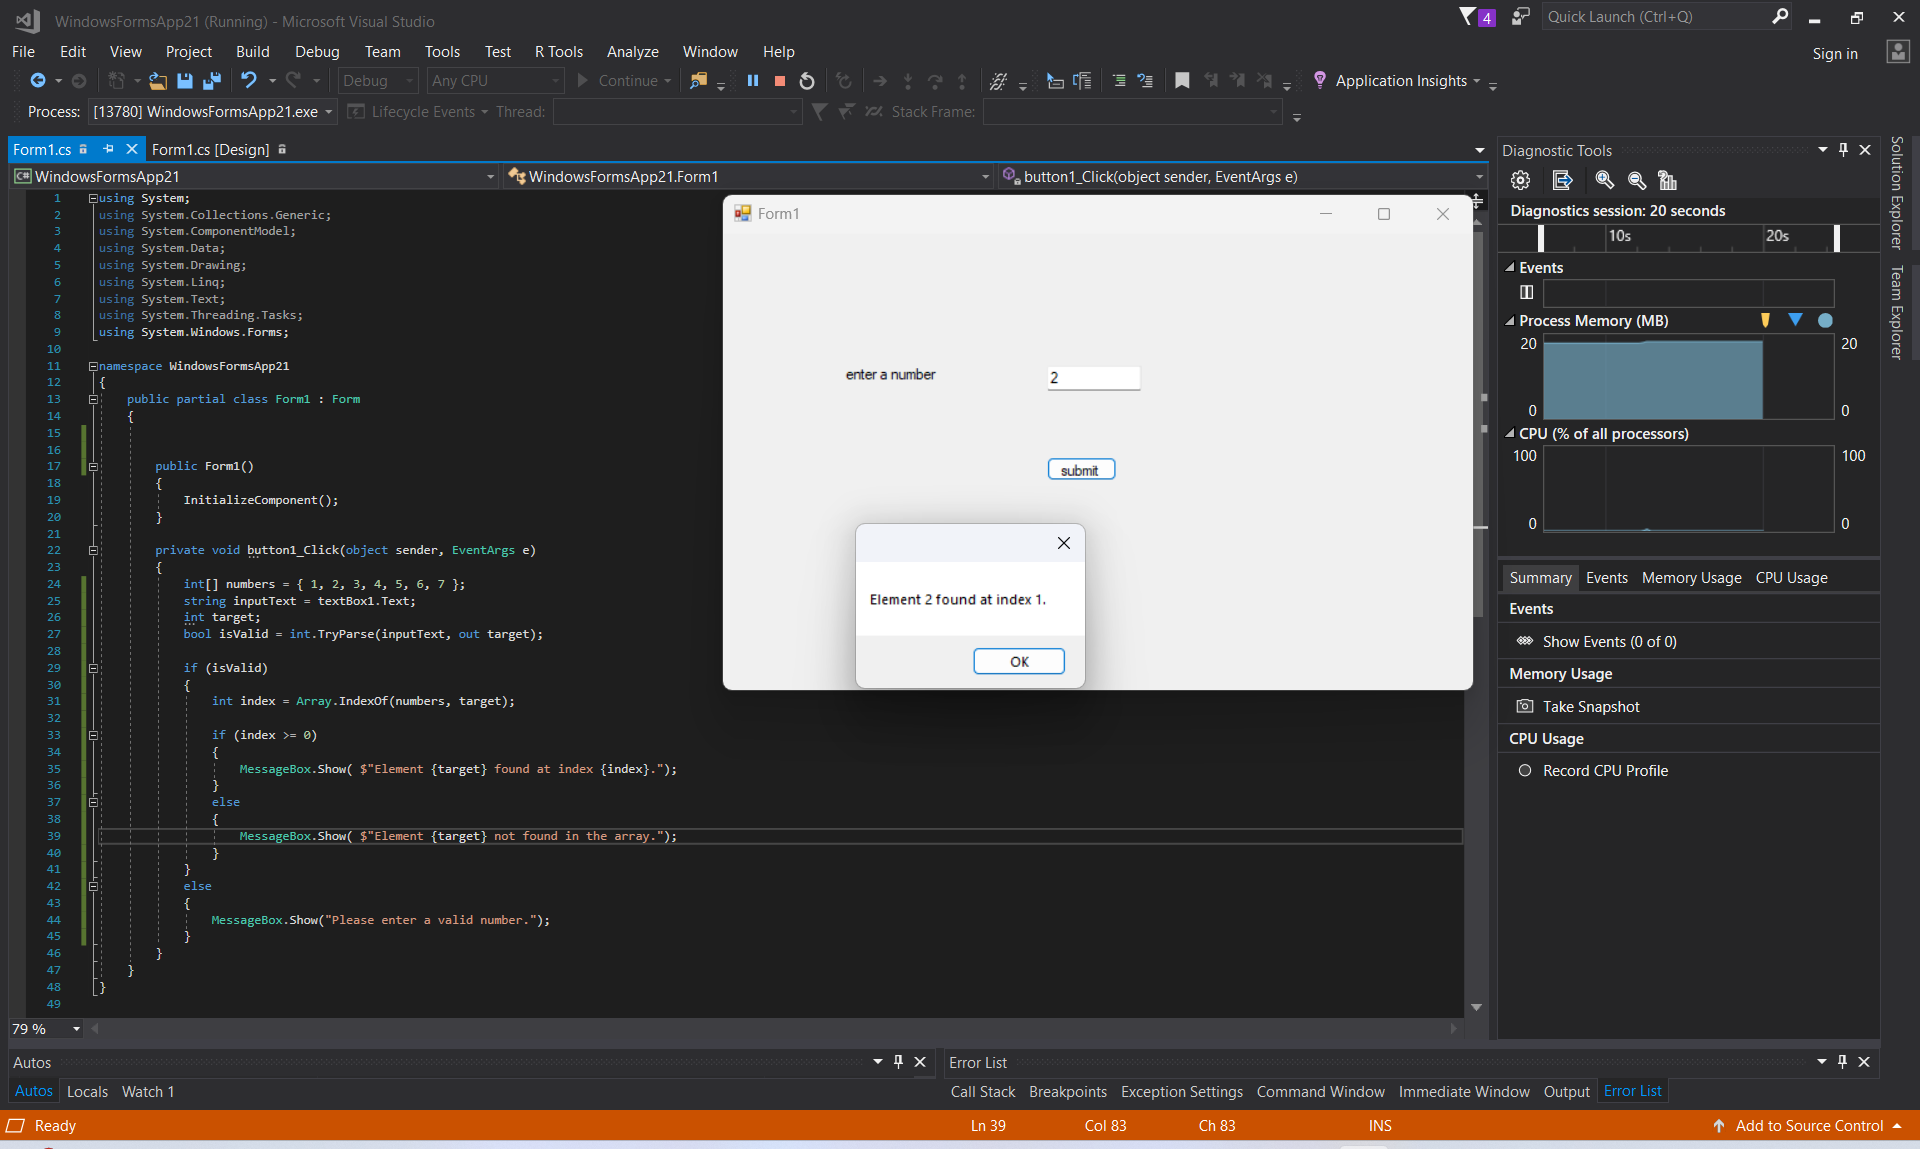 WindowsFormsApp21 (Running) - Microsoft Visual Studio
4
Quick Launch (Ctrl+Q)
File Edit View Project Build Debug Team Tools Test R Tools Analyze Window Help
Sign in
Debug Any CPU Continue Application Insights
Process: [13780] WindowsFormsApp21.exe Lifecycle Events Thread: Stack Frame:
Form1.cs Form1.cs [Design]
C# WindowsFormsApp21 WindowsFormsApp21.Form1 button1_Click(object sender, EventArgs e)
1 using System;
2 using System.Collections.Generic;
3 using System.ComponentModel;
4 using System.Data;
5 using System.Drawing;
6 using System.Linq;
7 using System.Text;
8 using System.Threading.Tasks;
9 using System.Windows.Forms;
10
11 namespace WindowsFormsApp21
12 {
13 public partial class Form1 : Form
14 {
15
16
17 public Form1()
18 {
19 InitializeComponent();
20 }
21
22 private void button1_Click(object sender, EventArgs e)
23 {
24 int[] numbers = { 1, 2, 3, 4, 5, 6, 7 };
25 string inputText = textBox1.Text;
26 int target;
27 bool isValid = int.TryParse(inputText, out target);
28
29 if (isValid)
30 {
31 int index = Array.IndexOf(numbers, target);
32
33 if (index >= 0)
34 {
35 MessageBox.Show( $"Element {target} found at index {index}.");
36 }
37 else
38 {
39 MessageBox.Show( $"Element {target} not found in the array.");
40 }
41 }
42 else
43 {
44 MessageBox.Show("Please enter a valid number.");
45 }
46 }
47 }
48 }
49
79 %
Form1
enter a number
2
submit
Element 2 found at index 1.
OK
Diagnostic Tools
Diagnostics session: 20 seconds
10s 20s
Events
Process Memory (MB)
20 20
0 0
CPU (% of all processors)
100 100
0 0
Summary Events Memory Usage CPU Usage
Events
Show Events (0 of 0)
Memory Usage
Take Snapshot
CPU Usage
Record CPU Profile
Solution Explorer
Team Explorer
Autos
Autos Locals Watch 1
Error List
Call Stack Breakpoints Exception Settings Command Window Immediate Window Output Error List
Ready Ln 39 Col 83 Ch 83 INS Add to Source Control